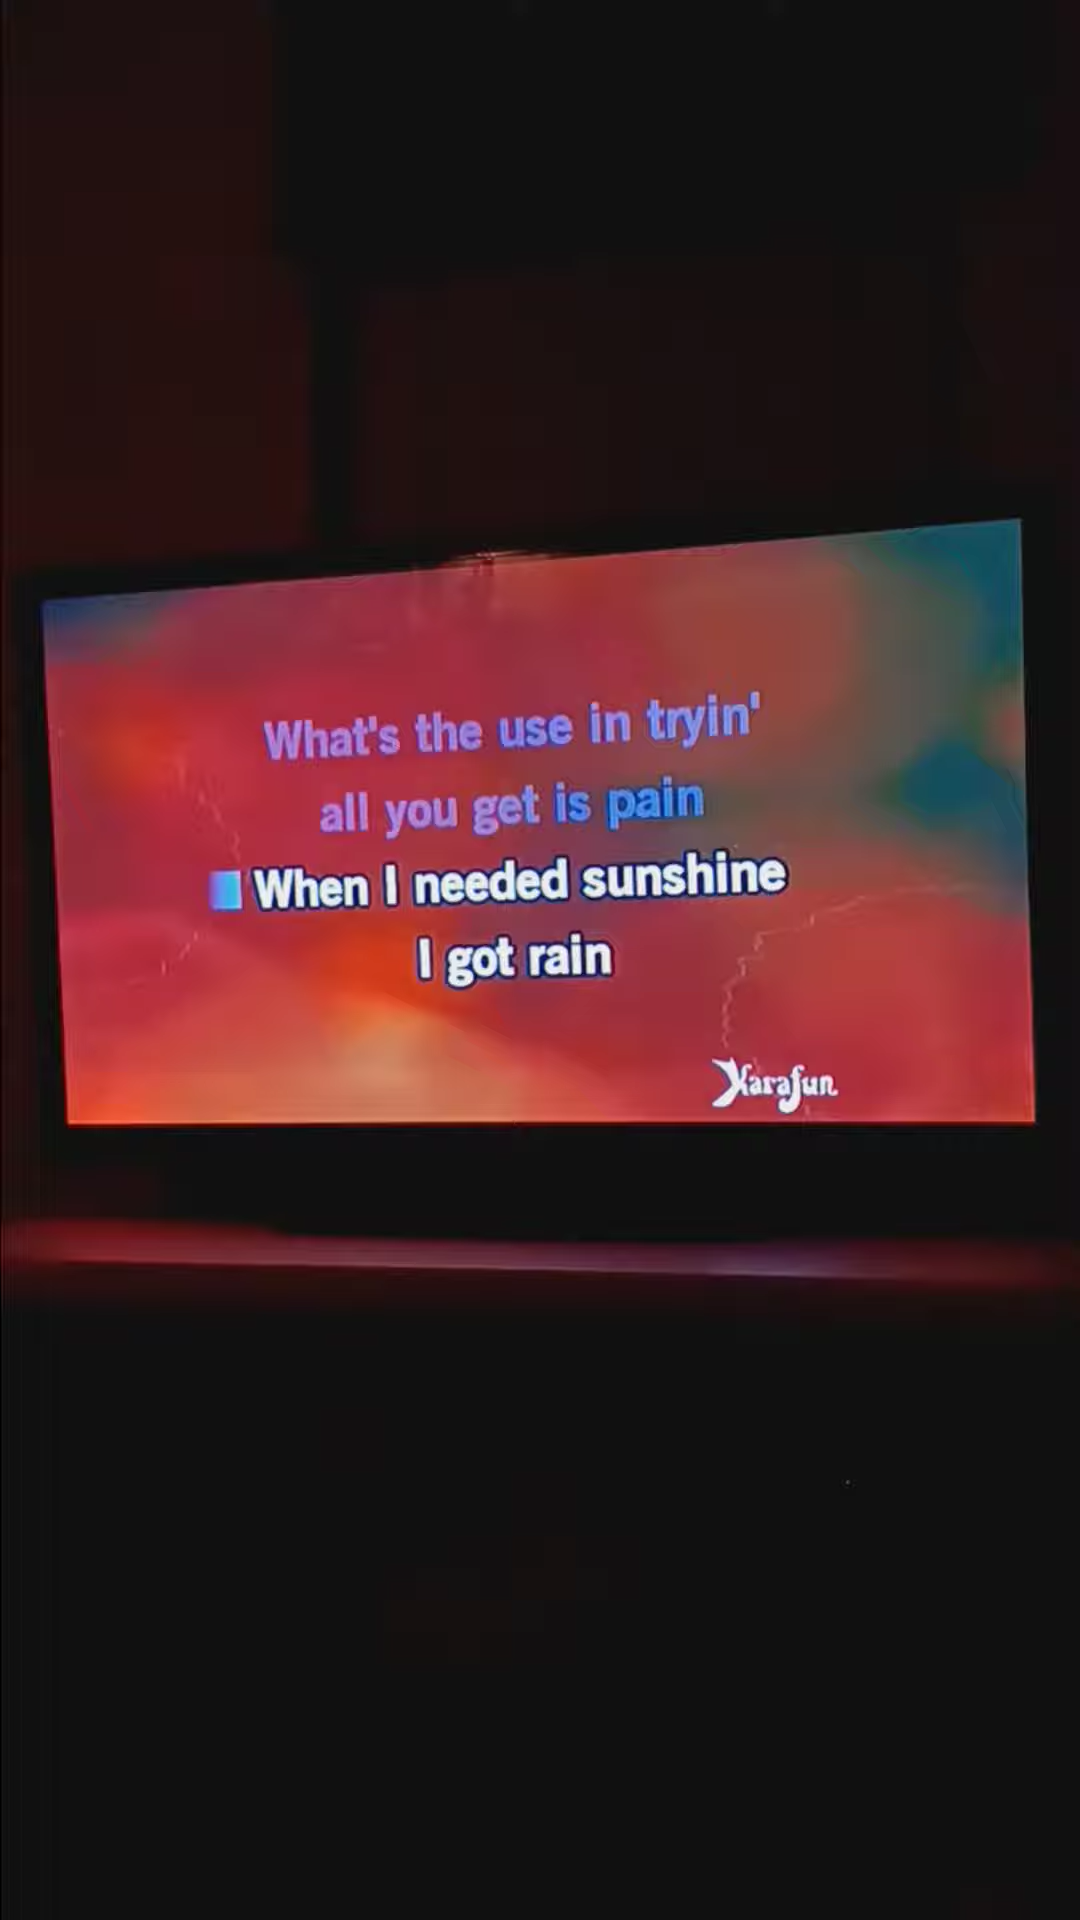 What's the use in tryin'
all you get is pain
When I needed sunshine
I got rain
Karafun